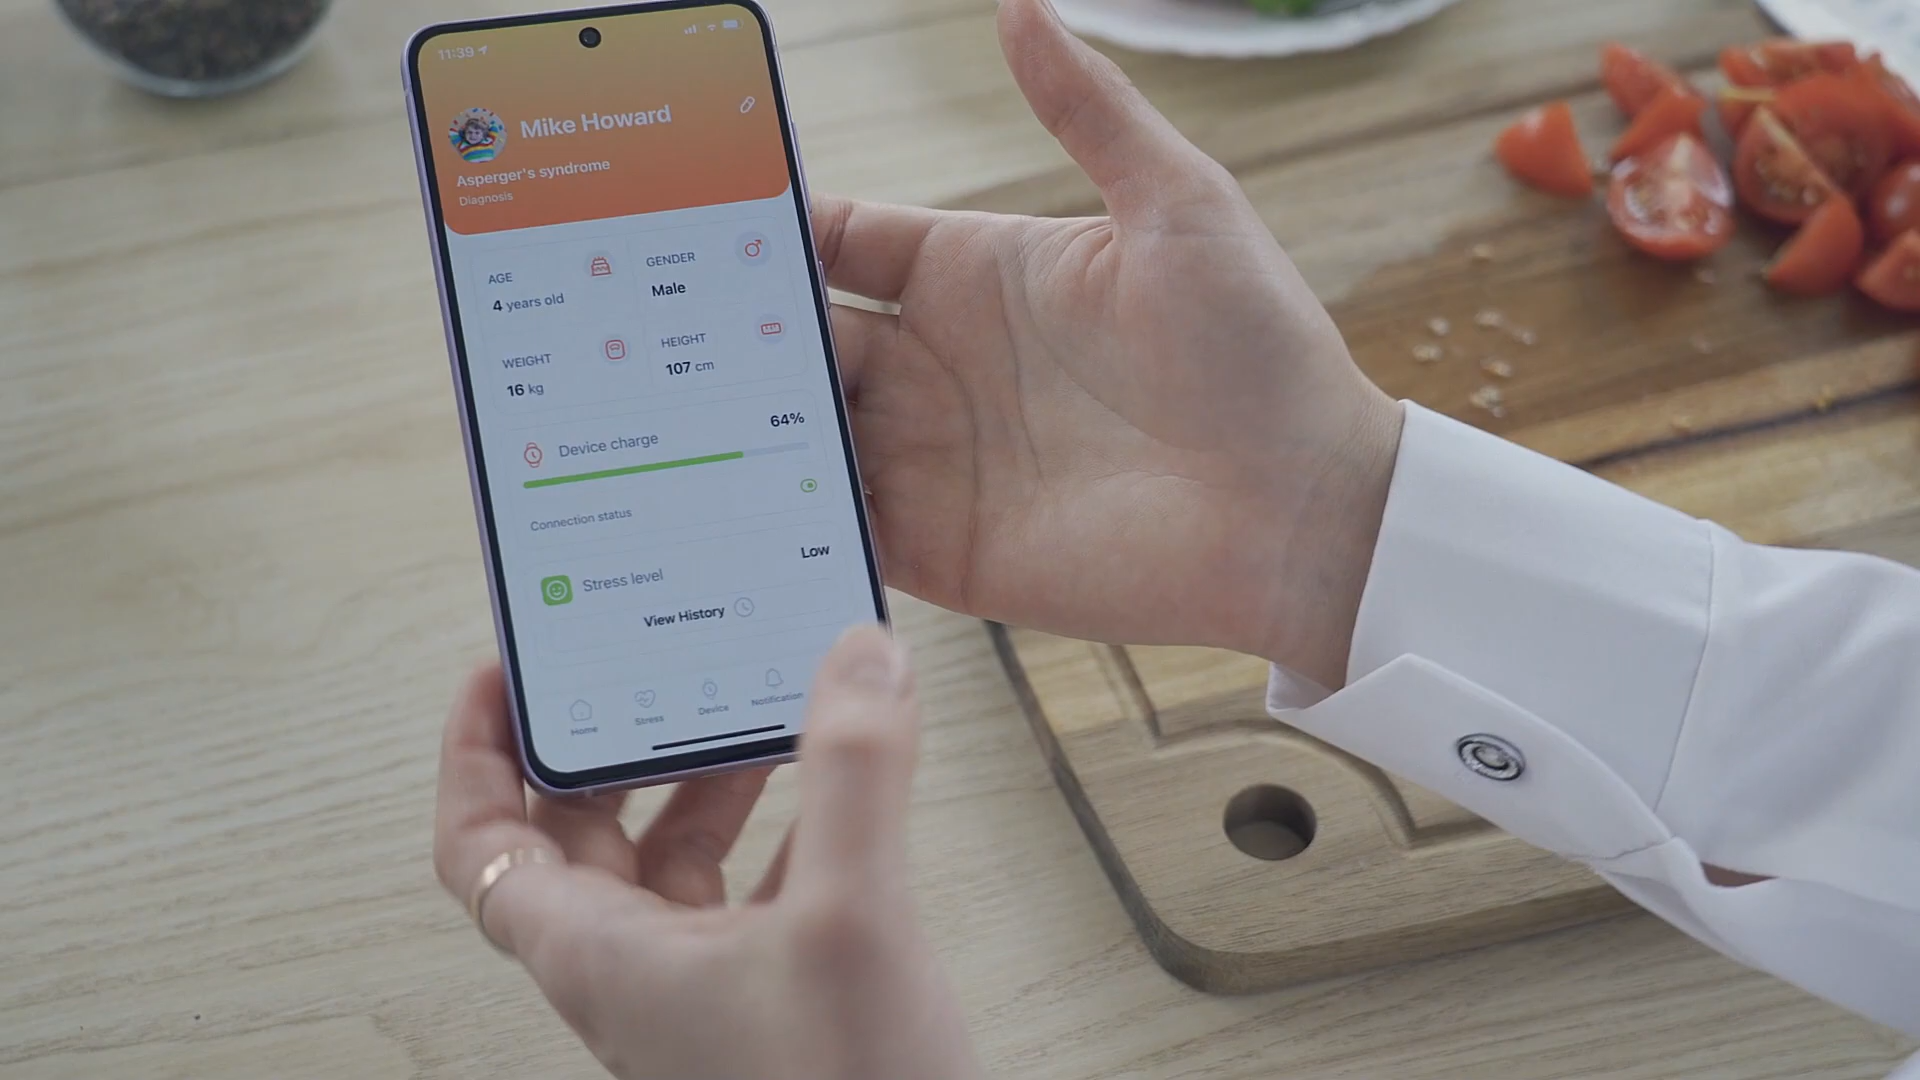 11:39
Mike Howard
Asperger's syndrome
Diagnosis
AGE
4 years old
GENDER
Male
WEIGHT
16 kg
HEIGHT
107 cm
Device charge
64%
Connection status
Stress level
Low
View History
Home
Stress
Device
Notification